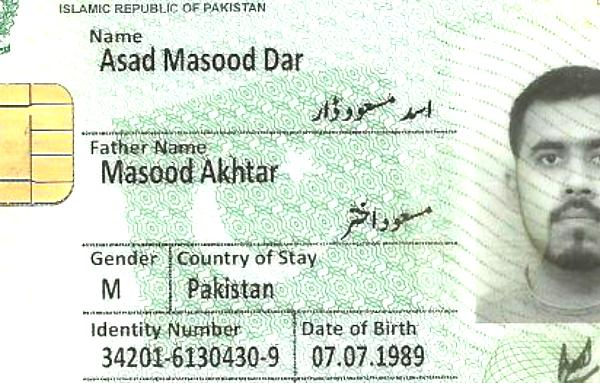 ISLAMIC REPUBLIC OF PAKISTAN
Name
Asad Masood Dar
اسد مسعود ڈار
Father Name
Masood Akhtar
مسعود اختر
Gender Country of Stay
M Pakistan
Identity Number Date of Birth
34201-6130430-9 07.07.1989